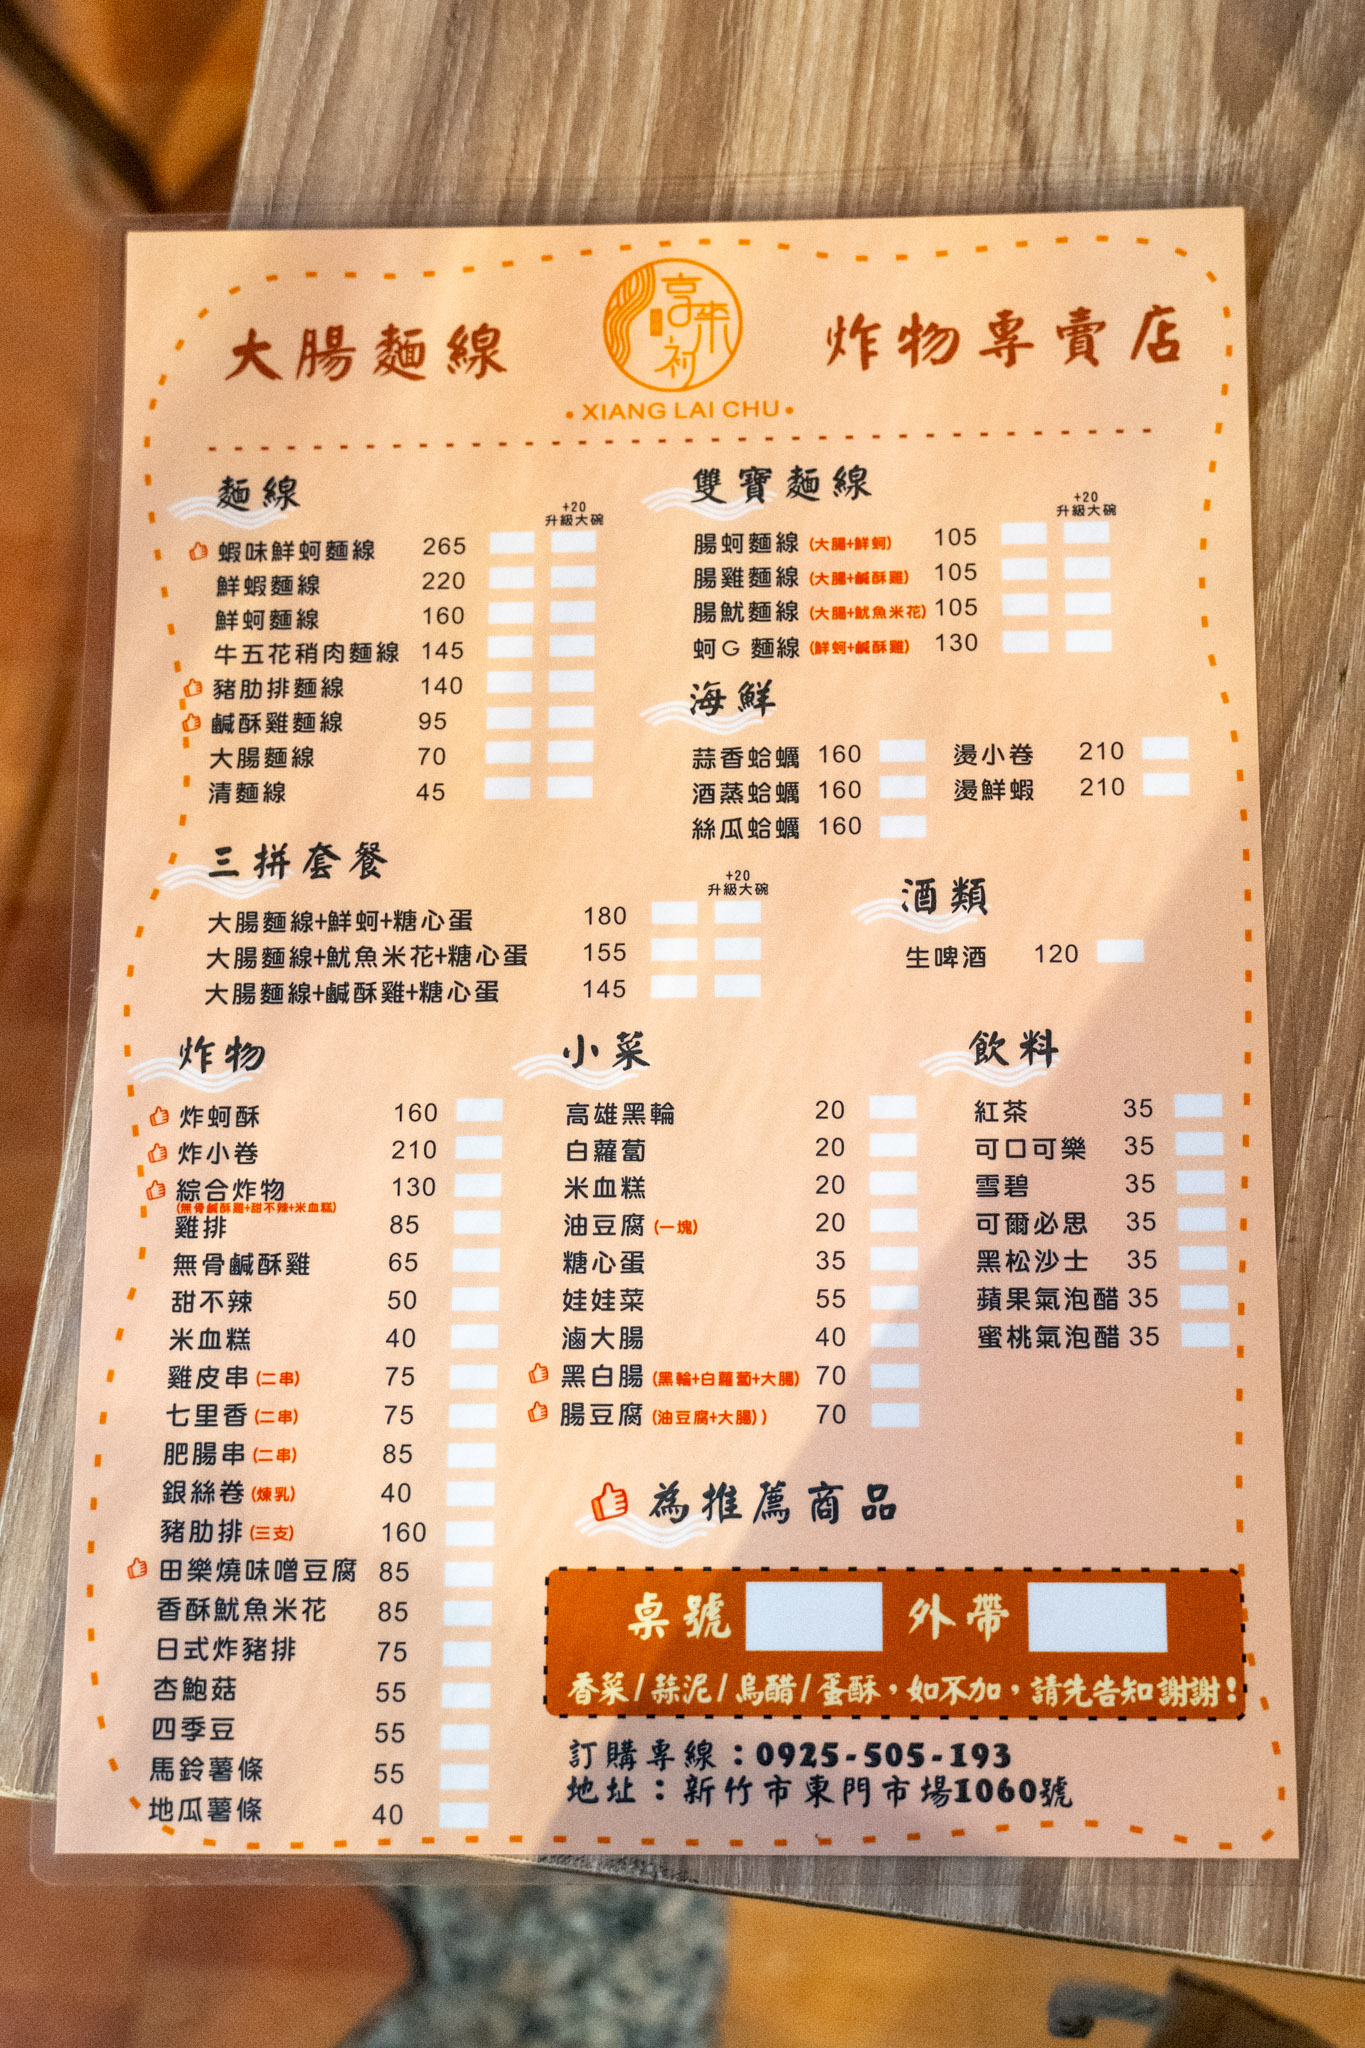 大腸麵線
享來初
炸物專賣店
•XIANG LAI CHU•
麵線
+20
升級大碗
蝦味鮮蚵麵線 265
鮮蝦麵線 220
鮮蚵麵線 160
牛五花稍肉麵線 145
豬肋排麵線 140
鹹酥雞麵線 95
大腸麵線 70
清麵線 45
雙寶麵線
+20
升級大碗
腸蚵麵線 (大腸+鮮蚵) 105
腸雞麵線 (大腸+鹹酥雞) 105
腸魷麵線 (大腸+魷魚米花) 105
蚵G 麵線 (鮮蚵+鹹酥雞) 130
海鮮
蒜香蛤蠣 160 燙小卷 210
酒蒸蛤蠣 160 燙鮮蝦 210
絲瓜蛤蠣 160
三拼套餐
+20
升級大碗
大腸麵線+鮮蚵+糖心蛋 180
大腸麵線+魷魚米花+糖心蛋 155
大腸麵線+鹹酥雞+糖心蛋 145
酒類
生啤酒 120
炸物
炸蚵酥 160
炸小卷 210
綜合炸物 130
(無骨鹹酥雞+甜不辣+米血糕)
雞排 85
無骨鹹酥雞 65
甜不辣 50
米血糕 40
雞皮串 (二串) 75
七里香 (二串) 75
肥腸串 (二串) 85
銀絲卷 (煉乳) 40
豬肋排 (三支) 160
田樂燒味噌豆腐 85
香酥魷魚米花 85
日式炸豬排 75
杏鮑菇 55
四季豆 55
馬鈴薯條 55
地瓜薯條 40
小菜
高雄黑輪 20
白蘿蔔 20
米血糕 20
油豆腐 (一塊) 20
糖心蛋 35
娃娃菜 55
滷大腸 40
黑白腸 (黑輪+白蘿蔔+大腸) 70
腸豆腐 (油豆腐+大腸)) 70
飲料
紅茶 35
可口可樂 35
雪碧 35
可爾必思 35
黑松沙士 35
蘋果氣泡醋 35
蜜桃氣泡醋 35
為推薦商品
桌號 外帶
香菜/蒜泥/烏醋/蛋酥，如不加，請先告知謝謝!
訂購專線：0925-505-193
地址：新竹市東門市場1060號